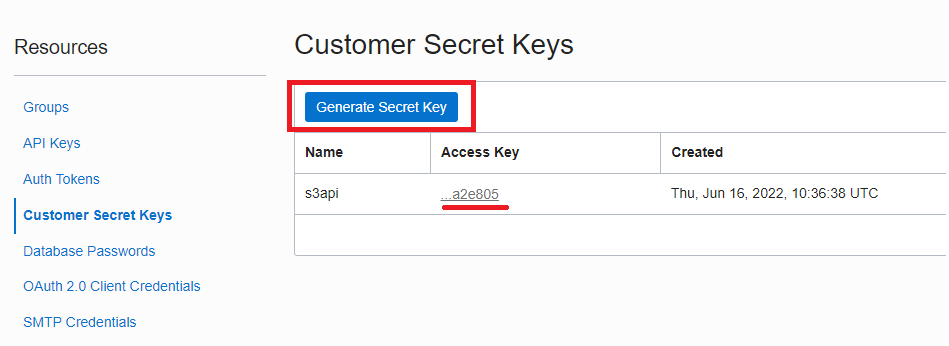 Resources
Groups
API Keys
Auth Tokens
Customer Secret Keys
Database Passwords
OAuth 2.0 Client Credentials
SMTP Credentials
Customer Secret Keys
Generate Secret Key
Name Access Key Created
s3api ...a2e805 Thu, Jun 16, 2022, 10:36:38 UTC